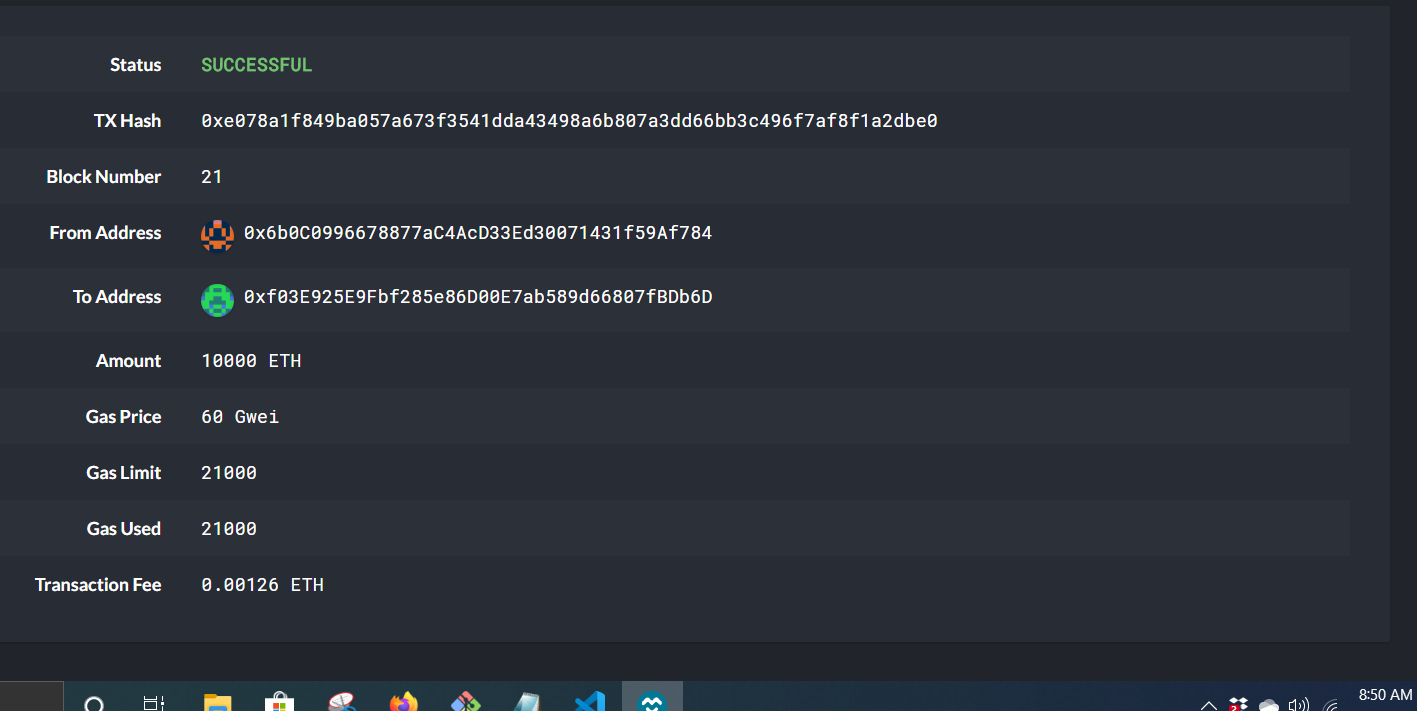 Status SUCCESSFUL
TX Hash 0xe078a1f849ba057a673f3541dda43498a6b807a3dd66bb3c496f7af8f1a2dbe0
Block Number 21
From Address 0x6b0C0996678877aC4AcD33Ed30071431f59Af784
To Address 0xf03E925E9Fbf285e86D00E7ab589d66807fBDb6D
Amount 10000 ETH
Gas Price 60 Gwei
Gas Limit 21000
Gas Used 21000
Transaction Fee 0.00126 ETH
8:50 AM